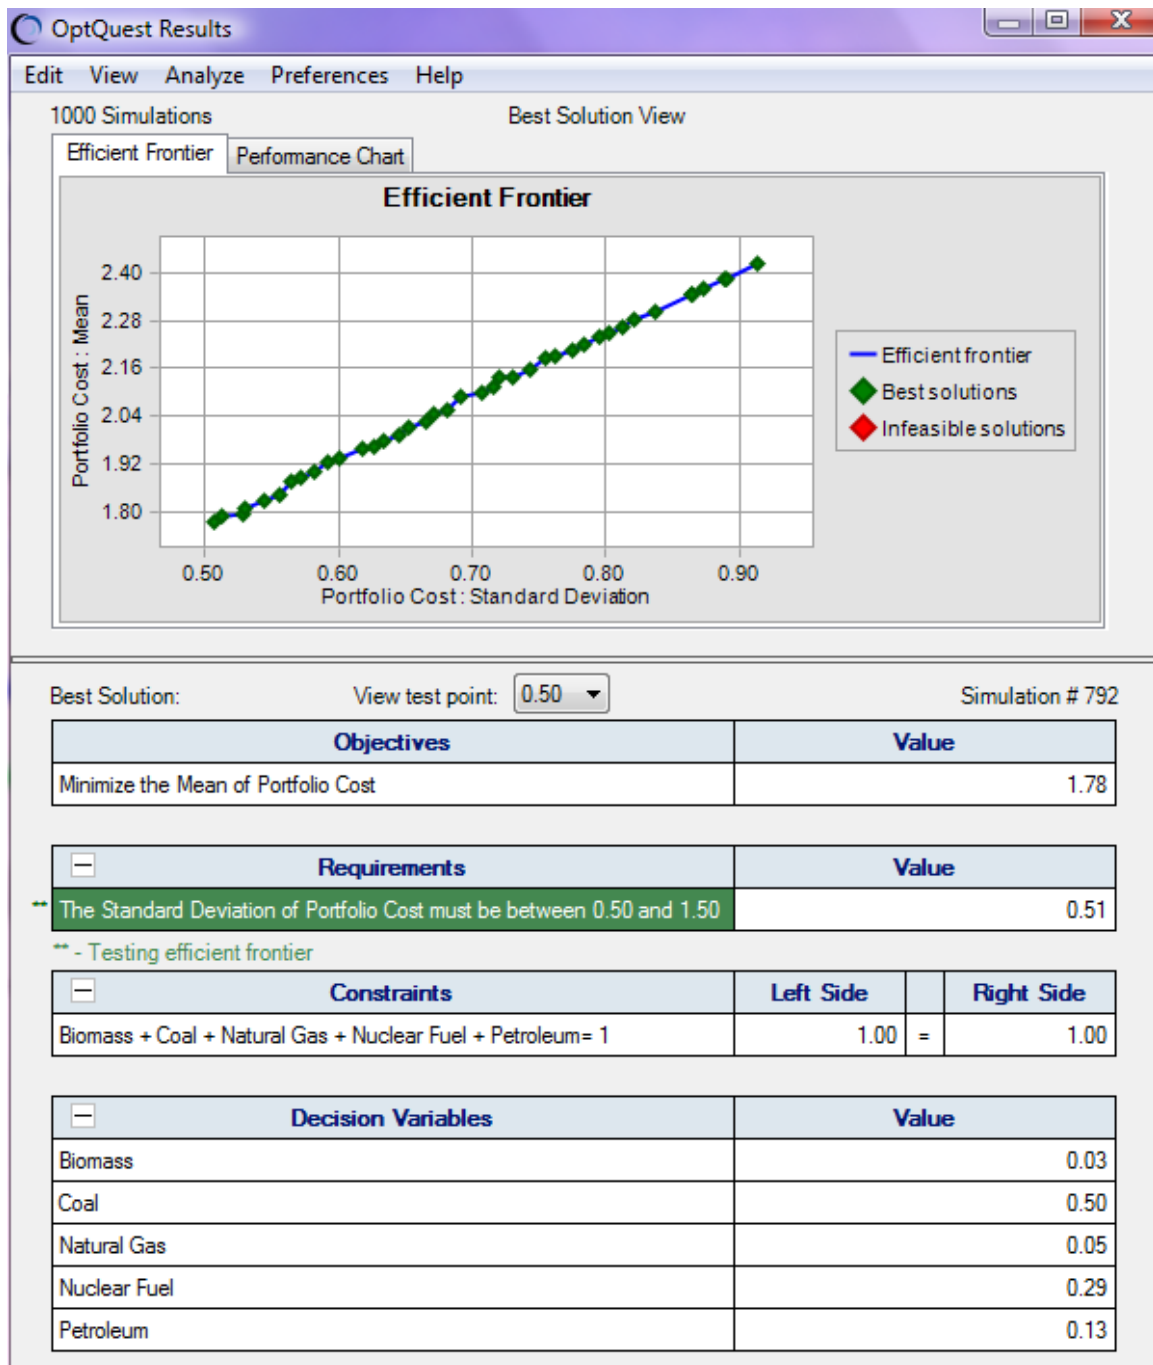 OptQuest Results
X
Edit View Analyze Preferences Help
1000 Simulations Best Solution View
Efficient Frontier Performance Chart
Efficient Frontier
Portfolio Cost : Mean
2.40
2.28
2.16
2.04
1.92
1.80
0.50 0.60 0.70 0.80 0.90
Portfolio Cost : Standard Deviation
Efficient frontier
Best solutions
Infeasible solutions
Best Solution: View test point: 0.50 Simulation # 792
Objectives Value
Minimize the Mean of Portfolio Cost 1.78
Requirements Value
** The Standard Deviation of Portfolio Cost must be between 0.50 and 1.50 0.51
** - Testing efficient frontier
Constraints Left Side Right Side
Biomass + Coal + Natural Gas + Nuclear Fuel + Petroleum= 1 1.00 = 1.00
Decision Variables Value
Biomass 0.03
Coal 0.50
Natural Gas 0.05
Nuclear Fuel 0.29
Petroleum 0.13